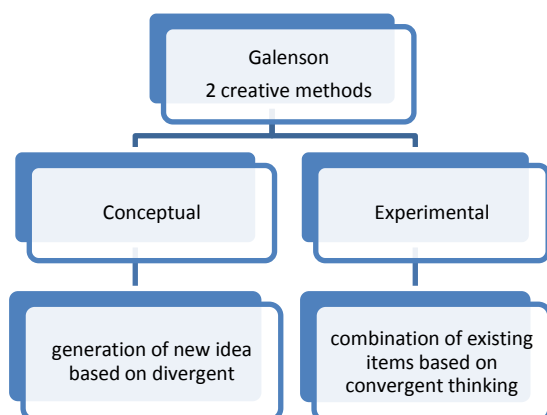 Galenson
2 creative methods
Conceptual
Experimental
generation of new idea
based on divergent
combination of existing
items based on
convergent thinking